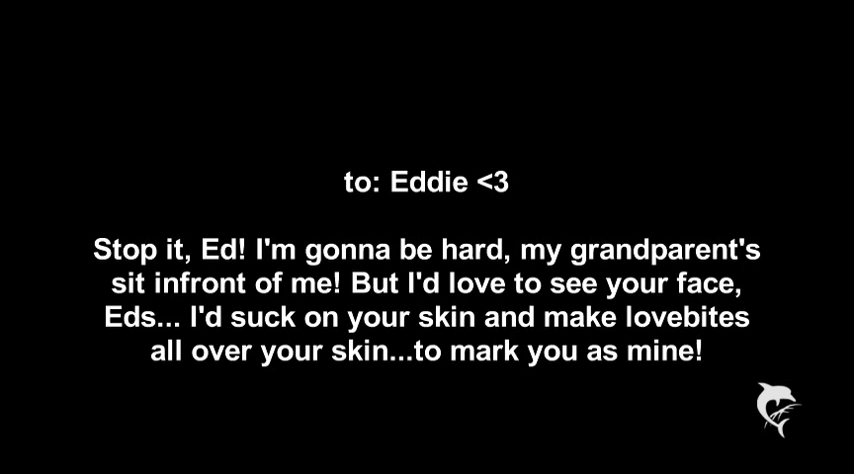 to: Eddie <3
Stop it, Ed! I'm gonna be hard, my grandparent's
sit infront of me! But I'd love to see your face,
Eds... I'd suck on your skin and make lovebites
all over your skin...to mark you as mine!